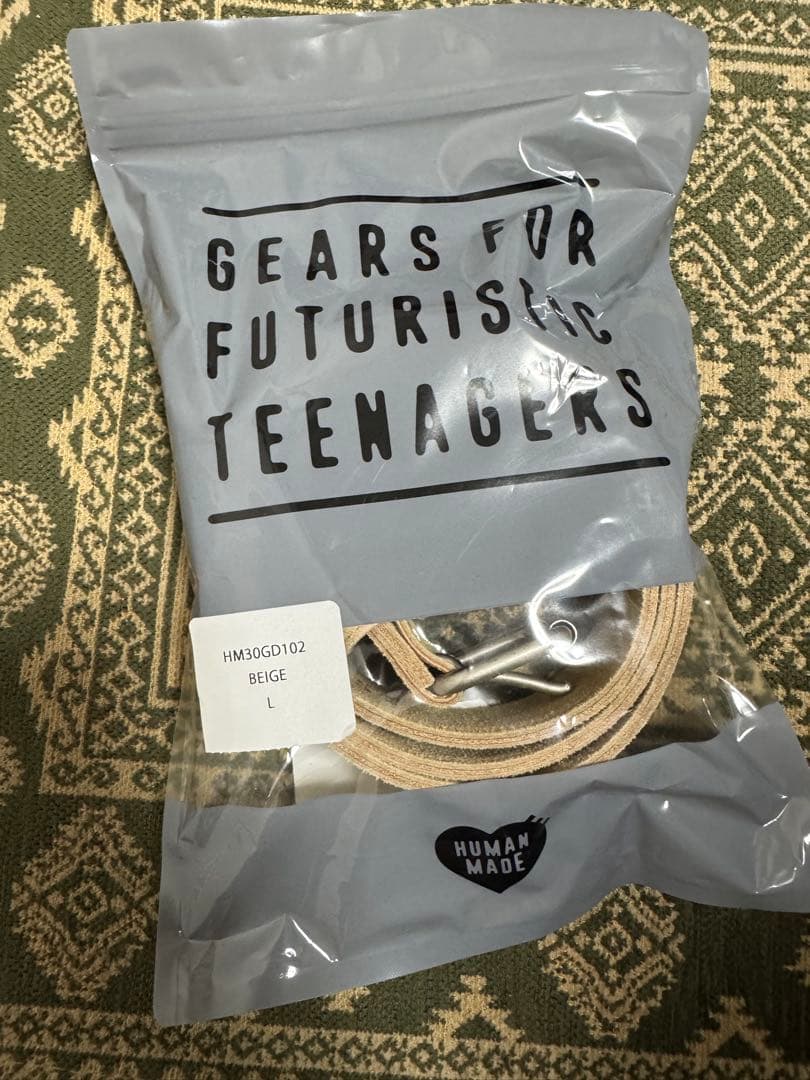 GEARS FOR
FUTURISTIC
TEENAGERS
HM30GD102
BEIGE
L
HUMAN
MADE